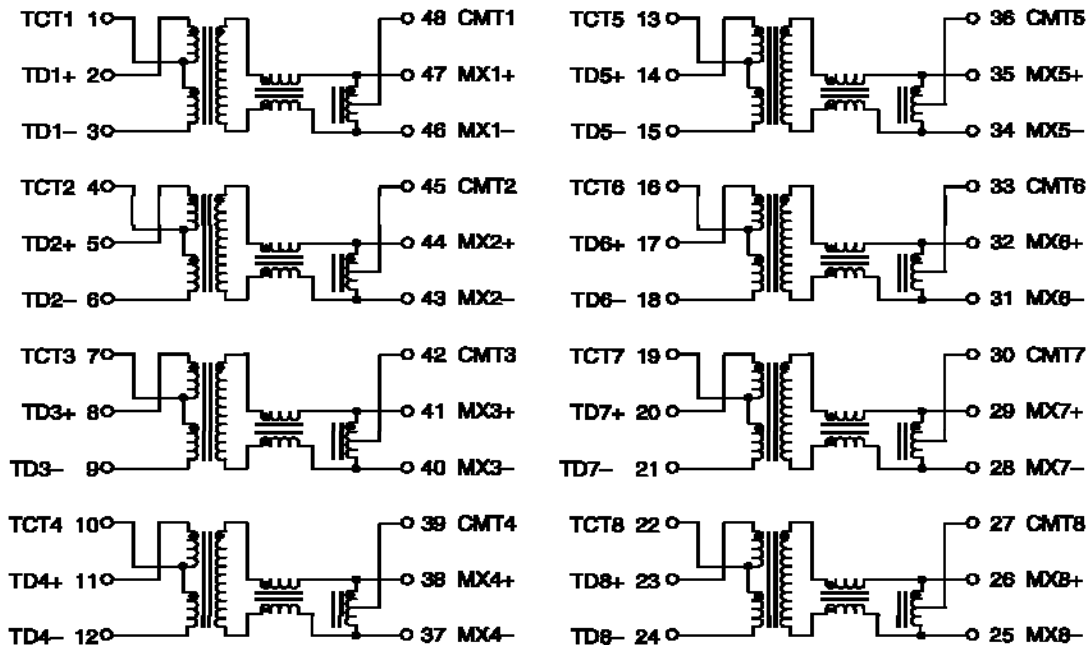 TCT1 1 48 CMT1 TCT5 13 36 CMT5
TD1+ 2 47 MX1+ TD5+ 14 35 MX5+
TD1– 3 46 MX1– TD5– 15 34 MX5–
TCT2 4 45 CMT2 TCT6 16 33 CMT6
TD2+ 5 44 MX2+ TD6+ 17 32 MX6+
TD2– 6 43 MX2– TD6– 18 31 MX6–
TCT3 7 42 CMT3 TCT7 19 30 CMT7
TD3+ 8 41 MX3+ TD7+ 20 29 MX7+
TD3– 9 40 MX3– TD7– 21 28 MX7–
TCT4 10 39 CMT4 TCT8 22 27 CMT8
TD4+ 11 38 MX4+ TD8+ 23 26 MX8+
TD4– 12 37 MX4– TD8– 24 25 MX8–